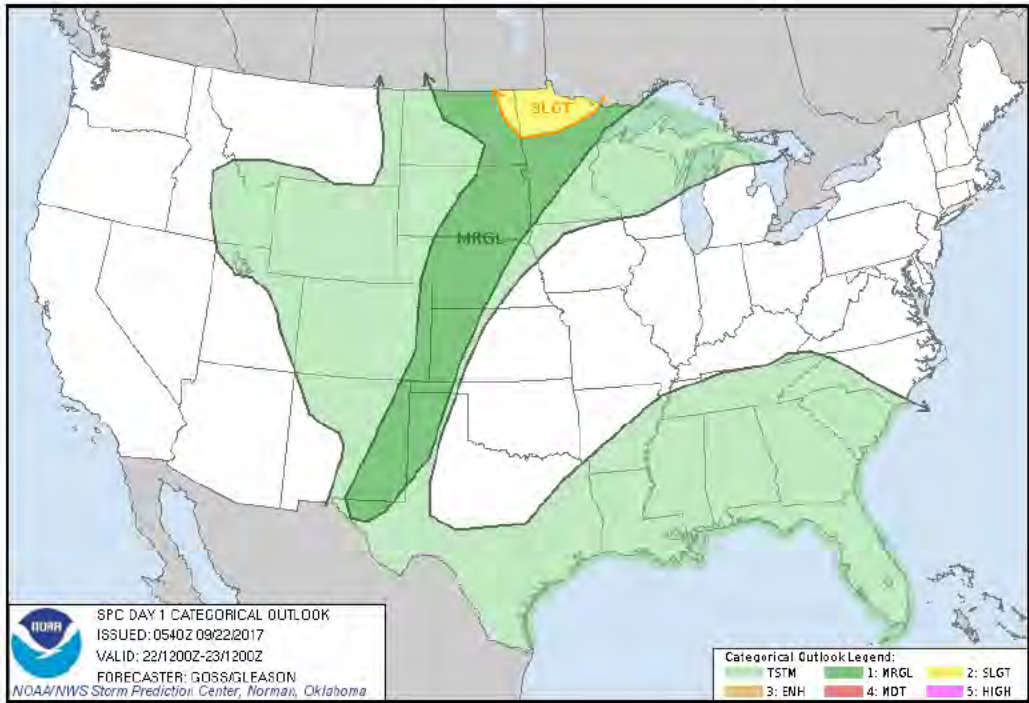 SLGT
MRGL
NOAA
SPC DAY 1 CATEGORICAL OUTLOOK
ISSUED: 0540Z 09/22/2017
VALID: 22/1200Z-23/1200Z
FORECASTER: GOSS/GLEASON
NOAA/NWS Storm Prediction Center, Norman, Oklahoma
Categorical Outlook Legend:
TSTM 1: MRGL 2: SLGT
3: ENH 4: MDT 5: HIGH